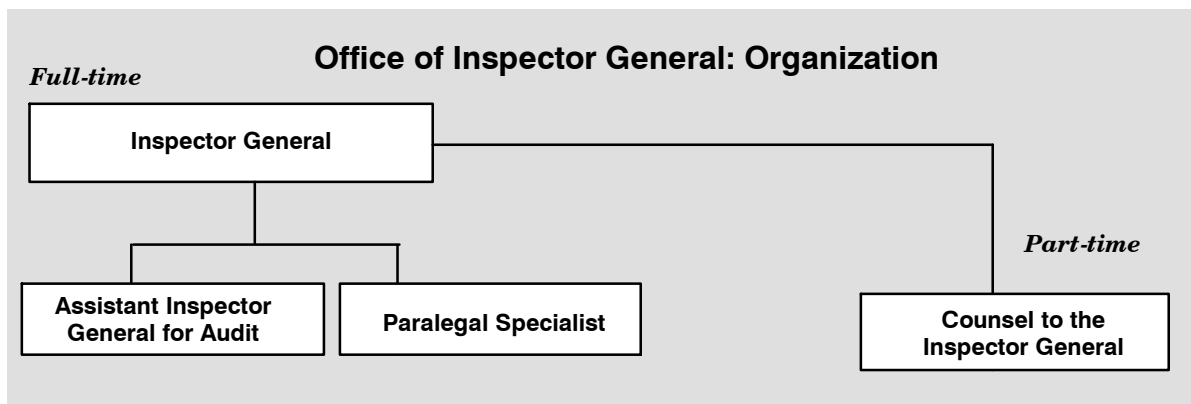 Office of Inspector General: Organization
Full-time
Inspector General
Part-time
Assistant Inspector
General for Audit
Paralegal Specialist
Counsel to the
Inspector General